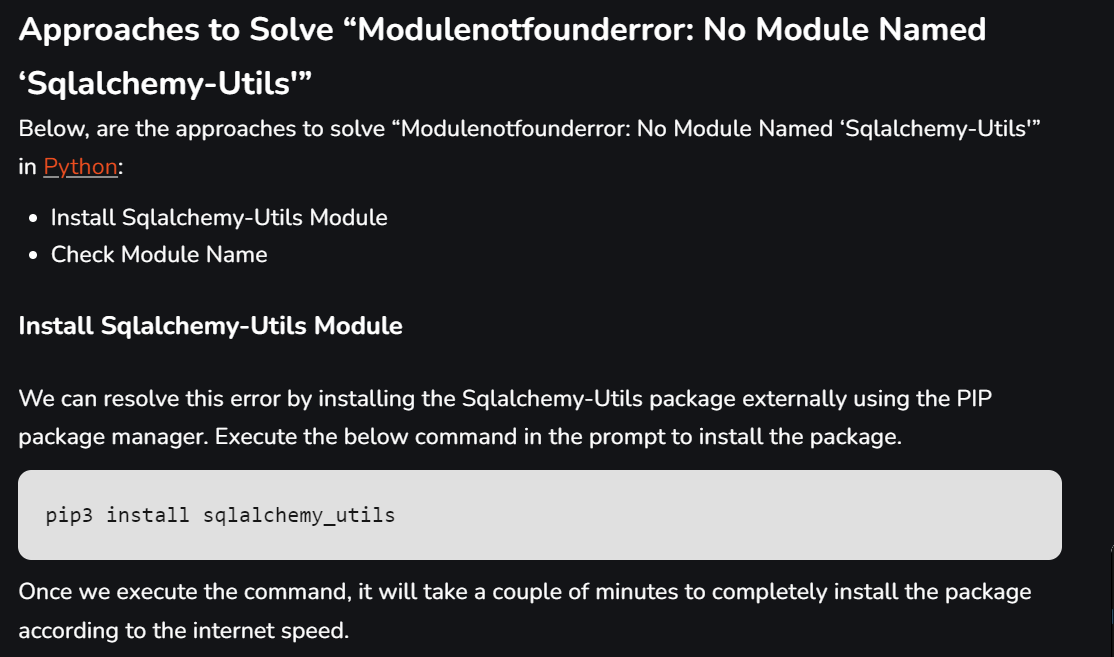 Approaches to Solve “Modulenotfounderror: No Module Named
‘Sqlalchemy-Utils'”
Below, are the approaches to solve “Modulenotfounderror: No Module Named ‘Sqlalchemy-Utils'”
in Python:
• Install Sqlalchemy-Utils Module
• Check Module Name
Install Sqlalchemy-Utils Module
We can resolve this error by installing the Sqlalchemy-Utils package externally using the PIP
package manager. Execute the below command in the prompt to install the package.
pip3 install sqlalchemy_utils
Once we execute the command, it will take a couple of minutes to completely install the package
according to the internet speed.